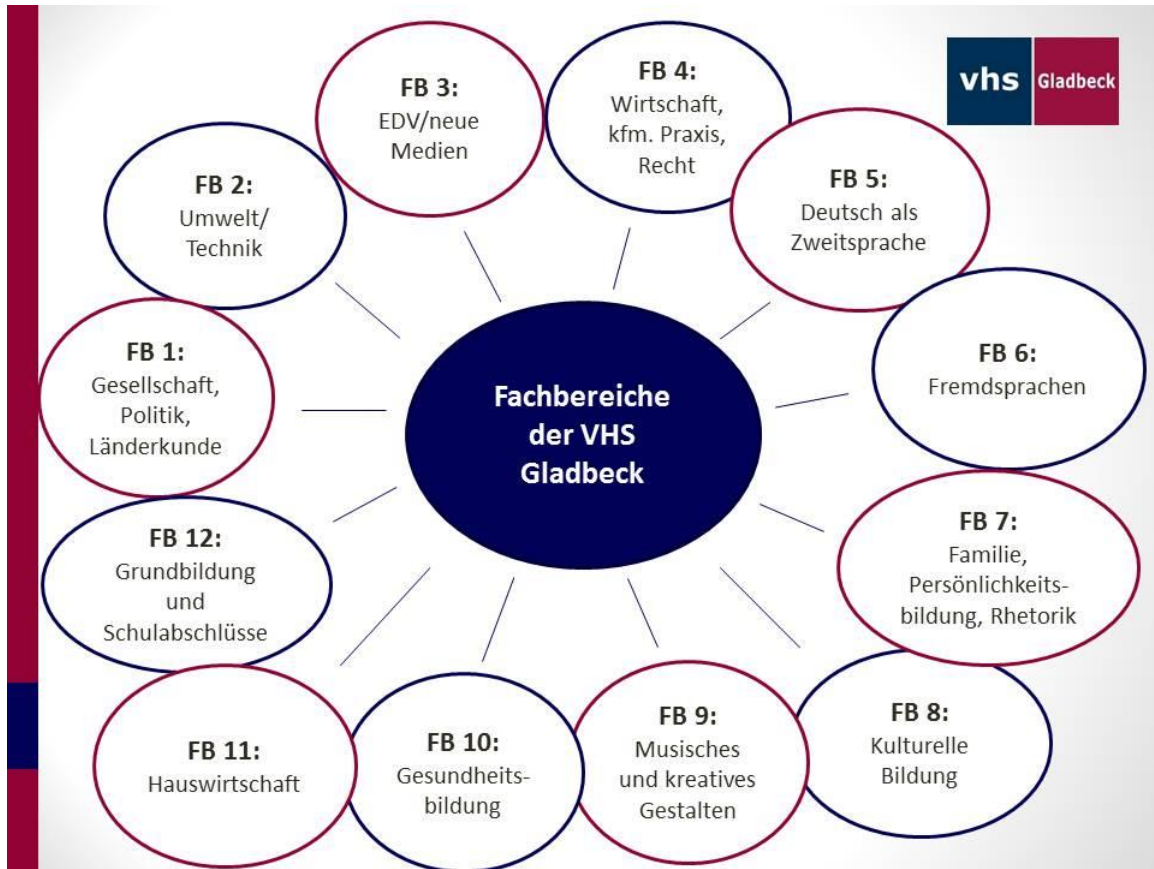 vhs Gladbeck
FB 1:
Gesellschaft,
Politik,
Länderkunde
FB 2:
Umwelt/
Technik
FB 3:
EDV/neue
Medien
FB 4:
Wirtschaft,
kfm. Praxis,
Recht
FB 5:
Deutsch als
Zweitsprache
FB 6:
Fremdsprachen
FB 7:
Familie,
Persönlichkeits-
bildung, Rhetorik
FB 8:
Kulturelle
Bildung
FB 9:
Musisches
und kreatives
Gestalten
FB 10:
Gesundheits-
bildung
FB 11:
Hauswirtschaft
FB 12:
Grundbildung
und
Schulabschlüsse
Fachbereiche
der VHS
Gladbeck